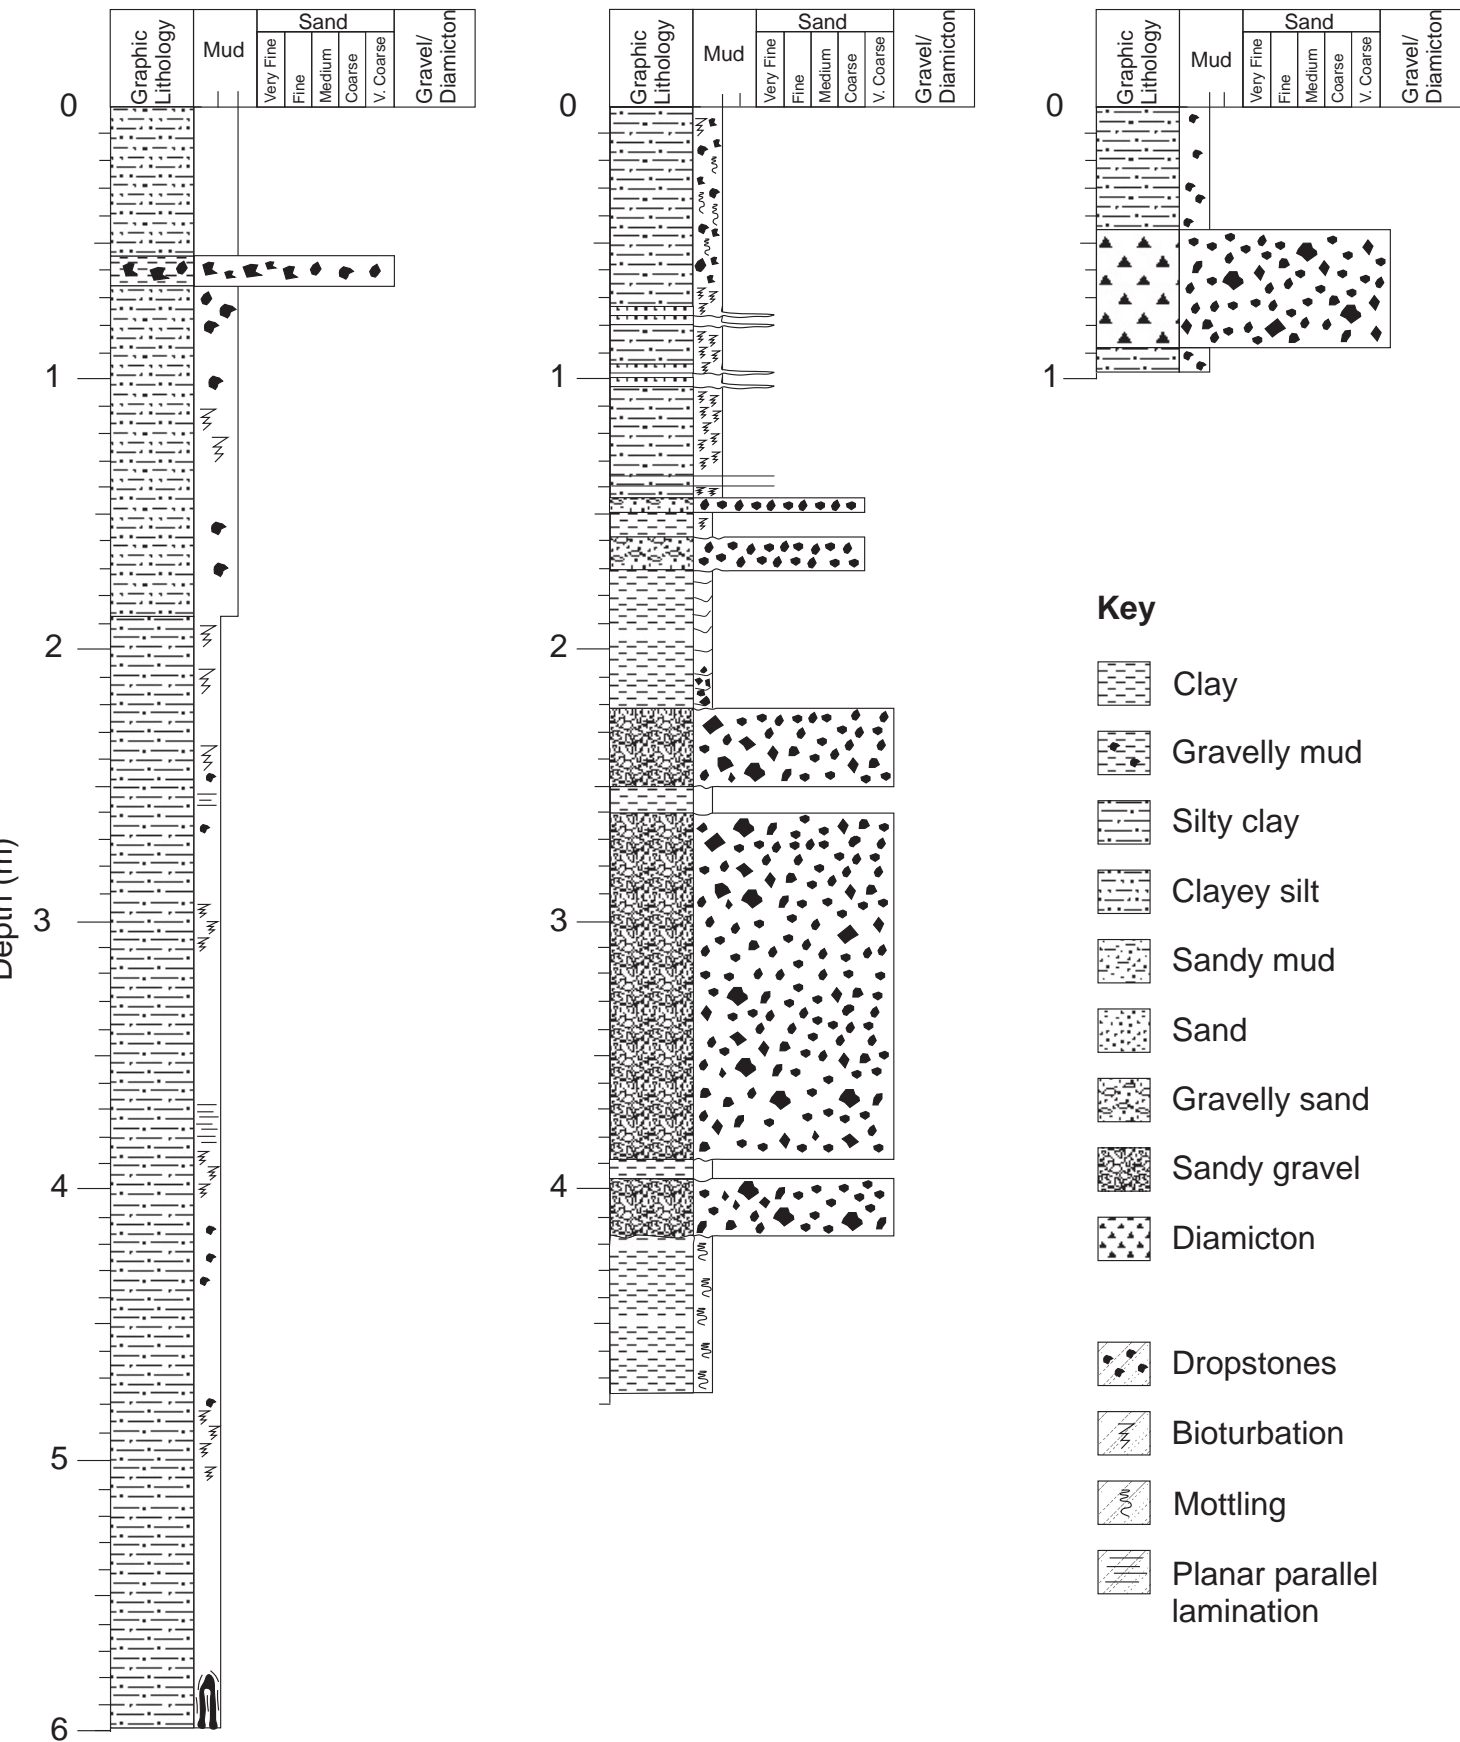 Graphic
Lithology
Mud
Sand
Very Fine
Fine
Medium
Coarse
V. Coarse
Gravel/
Diamicton
0
1
2
3
4
5
6
Depth (m)
Graphic
Lithology
Mud
Sand
Very Fine
Fine
Medium
Coarse
V. Coarse
Gravel/
Diamicton
0
1
2
3
4
Graphic
Lithology
Mud
Sand
Very Fine
Fine
Medium
Coarse
V. Coarse
Gravel/
Diamicton
0
1
Key
Clay
Gravelly mud
Silty clay
Clayey silt
Sandy mud
Sand
Gravelly sand
Sandy gravel
Diamicton
Dropstones
Bioturbation
Mottling
Planar parallel
lamination